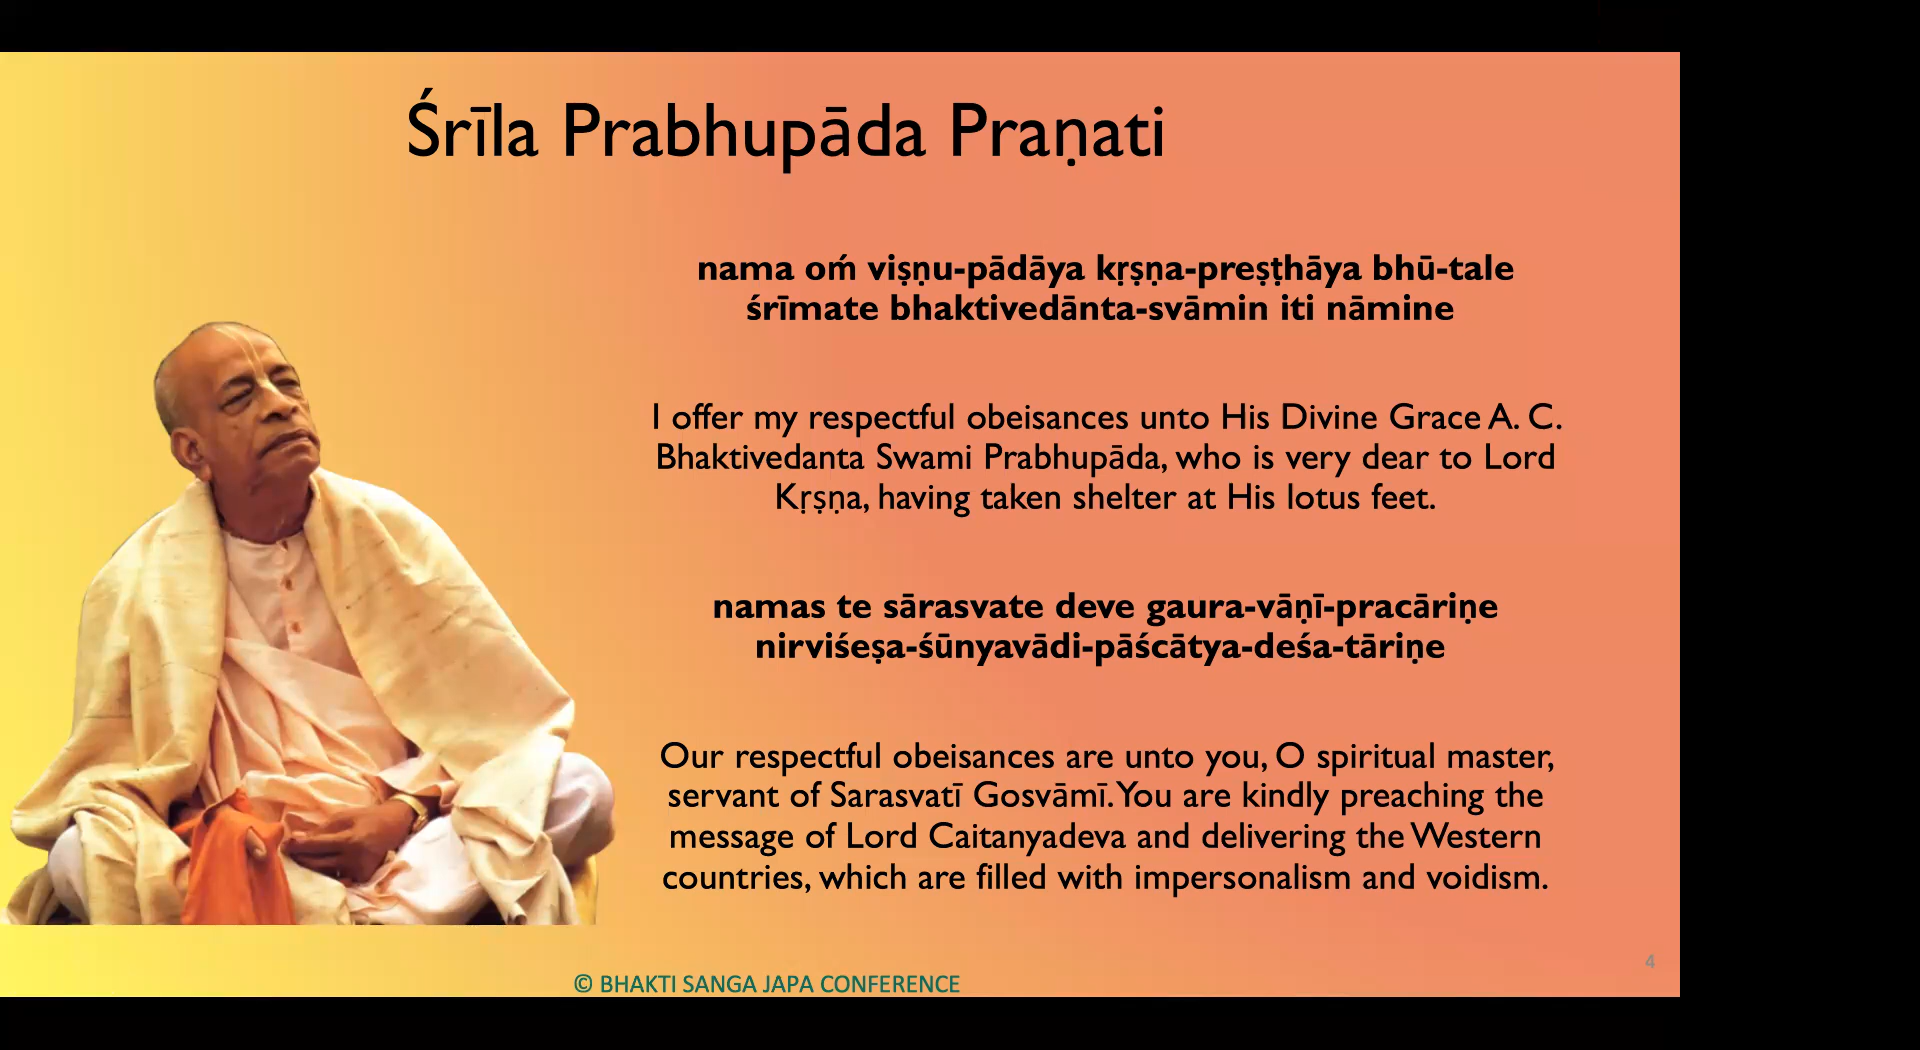 Śrīla Prabhupāda Praṇati
nama oḿ viṣṇu-pādāya kṛṣṇa-preṣṭhāya bhū-tale
śrīmate bhaktivedānta-svāmin iti nāmine
I offer my respectful obeisances unto His Divine Grace A. C.
Bhaktivedanta Swami Prabhupāda, who is very dear to Lord
Kṛṣṇa, having taken shelter at His lotus feet.
namas te sārasvate deve gaura-vāṇī-pracāriṇe
nirviśeṣa-śūnyavādi-pāścātya-deśa-tāriṇe
Our respectful obeisances are unto you, O spiritual master,
servant of Sarasvatī Gosvāmī. You are kindly preaching the
message of Lord Caitanyadeva and delivering the Western
countries, which are filled with impersonalism and voidism.
4
© BHAKTI SANGA JAPA CONFERENCE